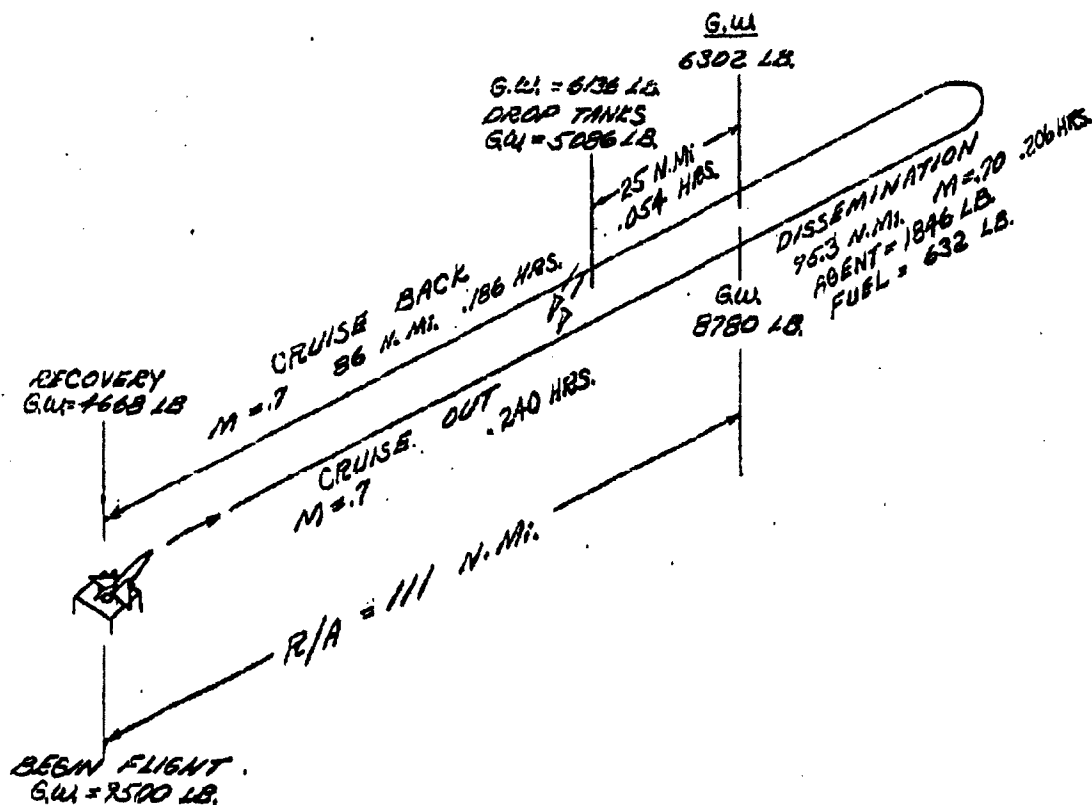 G.W.
6302 LB.
G.W. = 6136 LB.
DROP TANKS
G.W. = 5086 LB.
25 N.Mi
.054 HRS.
DISSEMINATION
95.3 N.MI. M=.70 .206 HRS.
AGENT = 1846 LB.
FUEL = 632 LB.
G.W.
8780 LB.
CRUISE BACK
M = .7 86 N.MI. .186 HRS.
RECOVERY
G.W. = 4668 LB
CRUISE OUT
M = .7 .240 HRS.
R/A = 111 N.Mi.
BEGIN FLIGHT.
G.W. = 9500 LB.